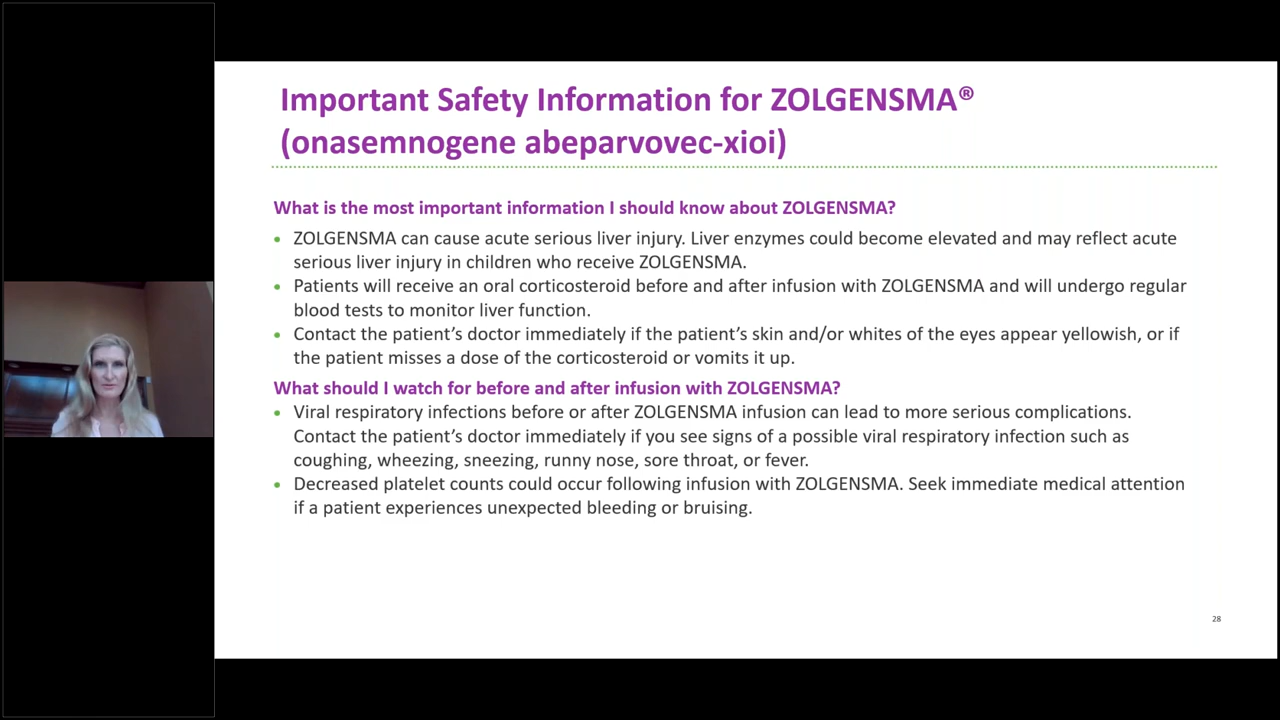 Important Safety Information for ZOLGENSMA®
(onasemnogene abeparvovec-xioi)
What is the most important information I should know about ZOLGENSMA?
• ZOLGENSMA can cause acute serious liver injury. Liver enzymes could become elevated and may reflect acute
serious liver injury in children who receive ZOLGENSMA.
• Patients will receive an oral corticosteroid before and after infusion with ZOLGENSMA and will undergo regular
blood tests to monitor liver function.
• Contact the patient’s doctor immediately if the patient’s skin and/or whites of the eyes appear yellowish, or if
the patient misses a dose of the corticosteroid or vomits it up.
What should I watch for before and after infusion with ZOLGENSMA?
• Viral respiratory infections before or after ZOLGENSMA infusion can lead to more serious complications.
Contact the patient’s doctor immediately if you see signs of a possible viral respiratory infection such as
coughing, wheezing, sneezing, runny nose, sore throat, or fever.
• Decreased platelet counts could occur following infusion with ZOLGENSMA. Seek immediate medical attention
if a patient experiences unexpected bleeding or bruising.
28